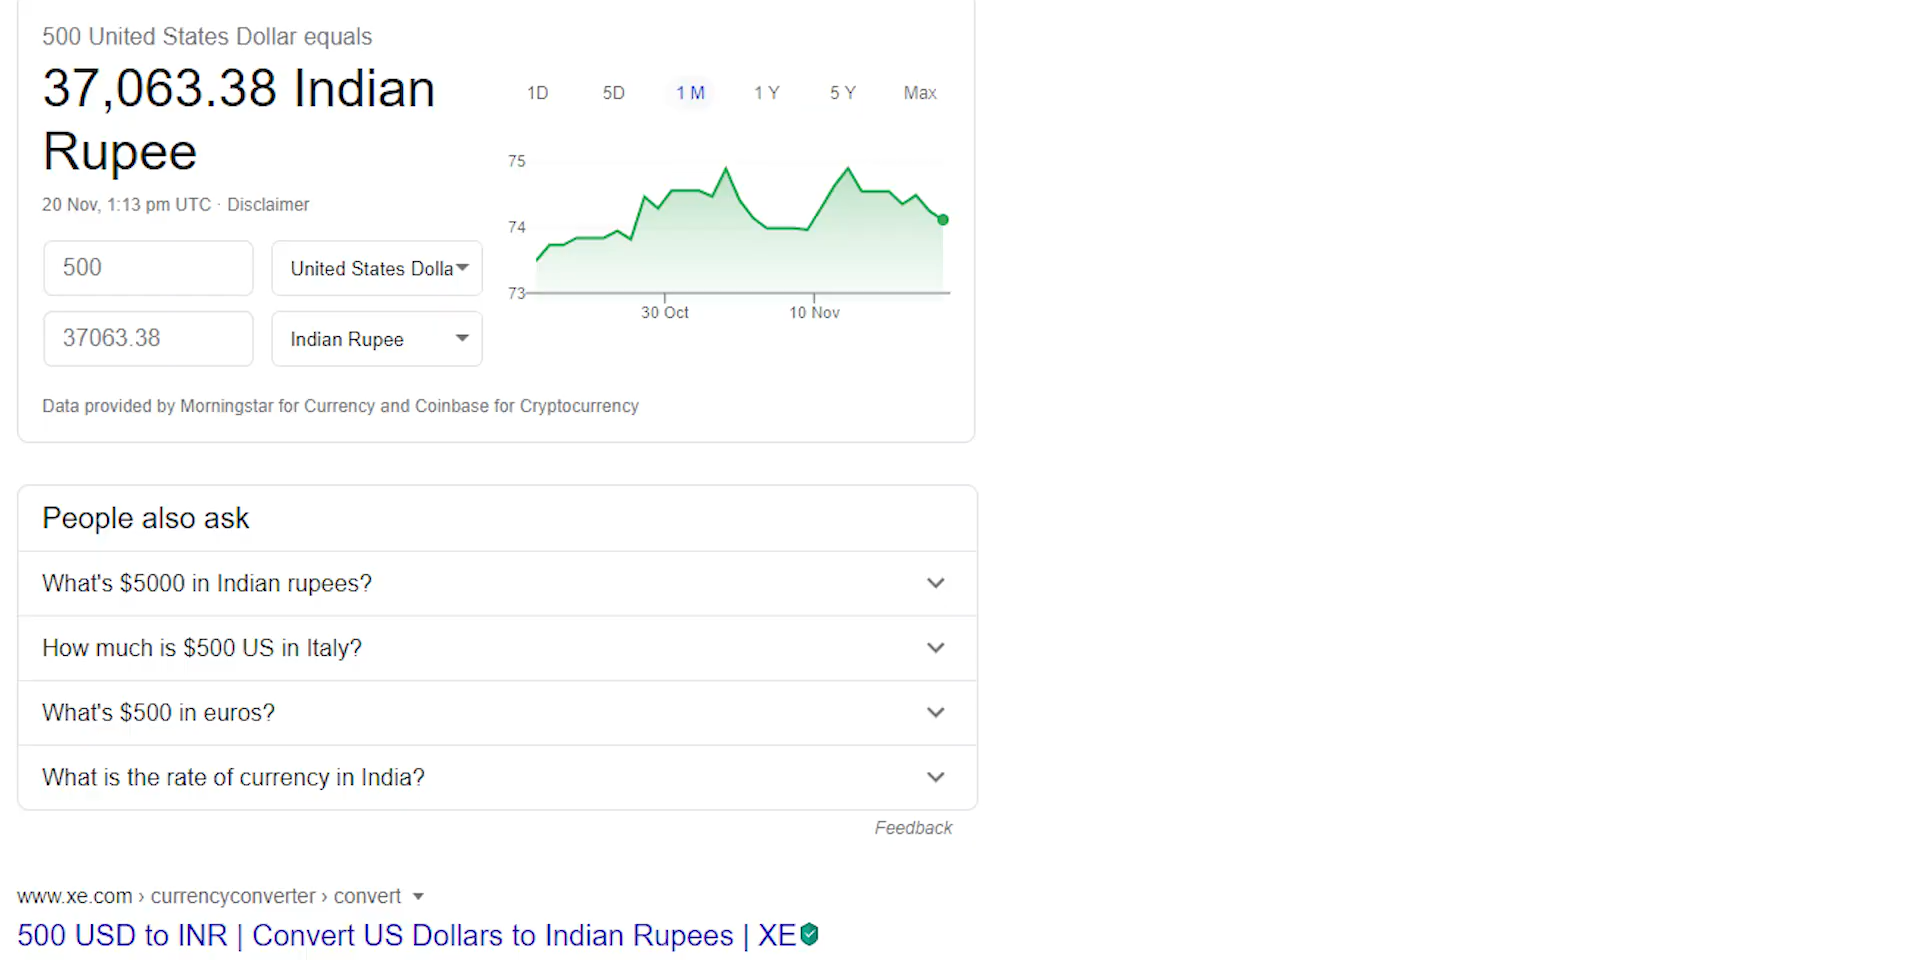 500 United States Dollar equals
37,063.38 Indian
Rupee
20 Nov, 1:13 pm UTC · Disclaimer
500
United States Dolla
37063.38
Indian Rupee
1D 5D 1 M 1 Y 5 Y Max
75
74
73
30 Oct 10 Nov
Data provided by Morningstar for Currency and Coinbase for Cryptocurrency
People also ask
What's $5000 in Indian rupees?
How much is $500 US in Italy?
What's $500 in euros?
What is the rate of currency in India?
Feedback
www.xe.com › currencyconverter › convert
500 USD to INR | Convert US Dollars to Indian Rupees | XE